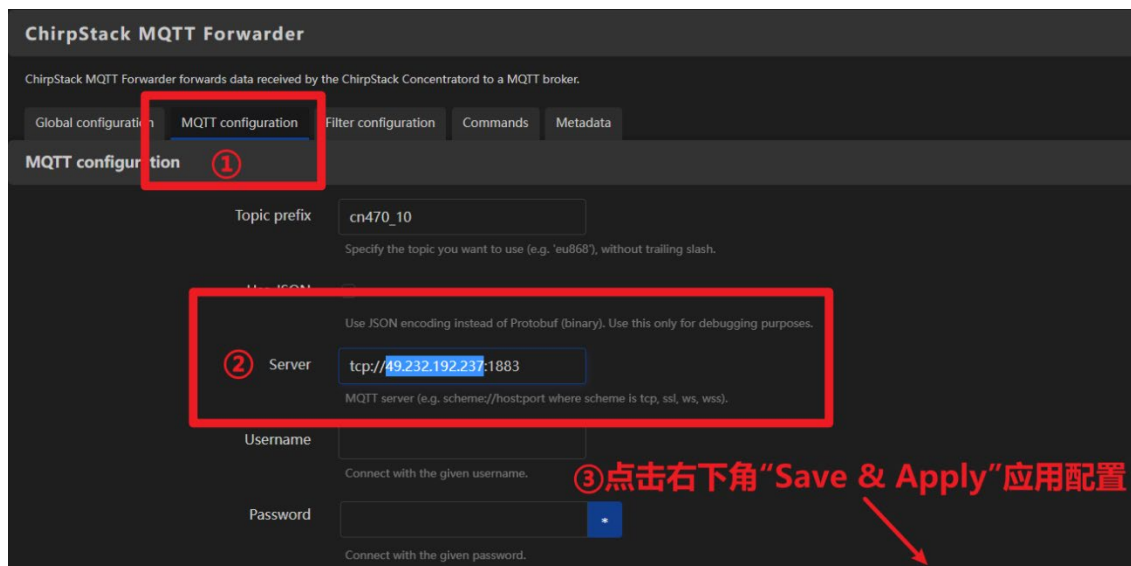 ChirpStack MQTT Forwarder
ChirpStack MQTT Forwarder forwards data received by the ChirpStack Concentratord to a MQTT broker.
Global configuration MQTT configuration Filter configuration Commands Metadata
MQTT configuration ①
Topic prefix cn470_10
Specify the topic you want to use (e.g. 'eu868'), without trailing slash.
Use JSON
Use JSON encoding instead of Protobuf (binary). Use this only for debugging purposes.
② Server tcp://49.232.192.237:1883
MQTT server (e.g. scheme://host:port where scheme is tcp, ssl, ws, wss).
Username
Connect with the given username.
③点击右下角“Save & Apply”应用配置
Password *
Connect with the given password.